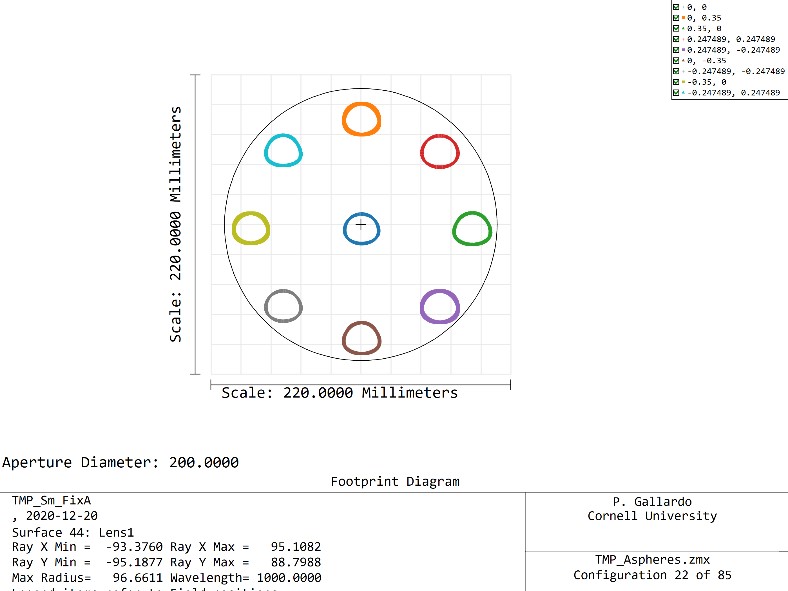 0, 0
0, 0.35
0.35, 0
0.247489, 0.247489
0.247489, -0.247489
0, -0.35
-0.247489, -0.247489
-0.35, 0
-0.247489, 0.247489
Scale: 220.0000 Millimeters
Scale: 220.0000 Millimeters
Aperture Diameter: 200.0000
Footprint Diagram
TMP_Sm_FixA
, 2020-12-20
Surface 44: Lens1
Ray X Min = -93.3760 Ray X Max = 95.1082
Ray Y Min = -95.1877 Ray Y Max = 88.7988
Max Radius= 96.6611 Wavelength= 1000.0000
P. Gallardo
Cornell University
TMP_Aspheres.zmx
Configuration 22 of 85